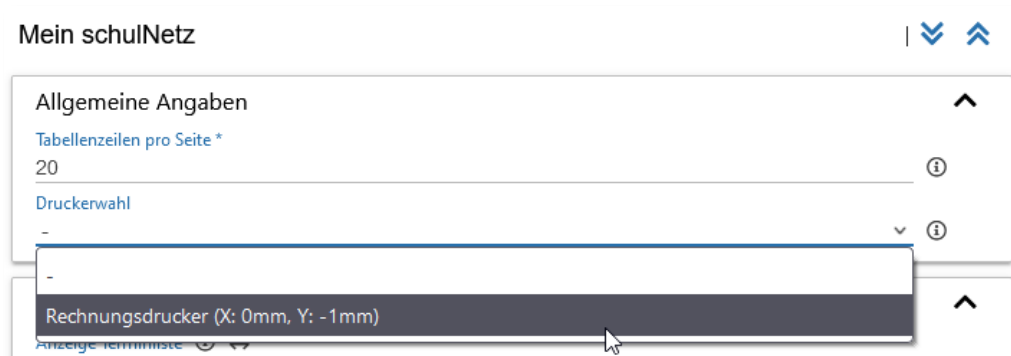 Mein schulNetz
Allgemeine Angaben
Tabellenzeilen pro Seite *
20
Druckerwahl
-
-
Rechnungsdrucker (X: 0mm, Y: -1mm)
Anzeige Terminliste